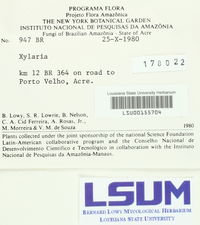 PROGRAMA FLORA
Projeto Flora Amazônica
THE NEW YORK BOTANICAL GARDEN
INSTITUTO NACIONAL DE PESQUISAS DA AMAZÔNIA
Fungi of Brazilian Amazonia - State of Acre
No. 947 BR 25-X-1980
Xylaria
178022
km 12 BR 364 on road to
Porto Velho, Acre.
Louisiana State University Herbarium
LSU00155704
B. Lowy, S. R. Lowrie, B. Nelson,
C. A. Cid Ferreira, A. Rosas, Jr.,
M. Morreira & V. M. de Souza 1980
Plants collected under the joint sponsorship of the national Science Foundation
Latin-American collaborative program and the Conselho Nacional de
Desenvolvimento Cientifico e Tecnológico in collaboration with the Instituto
Nacional de Pesquisas da Amazônia-Manaus.
LSUM
BERNARD LOWY MYCOLOGICAL HERBARIUM
LOUISIANA STATE UNIVERSITY